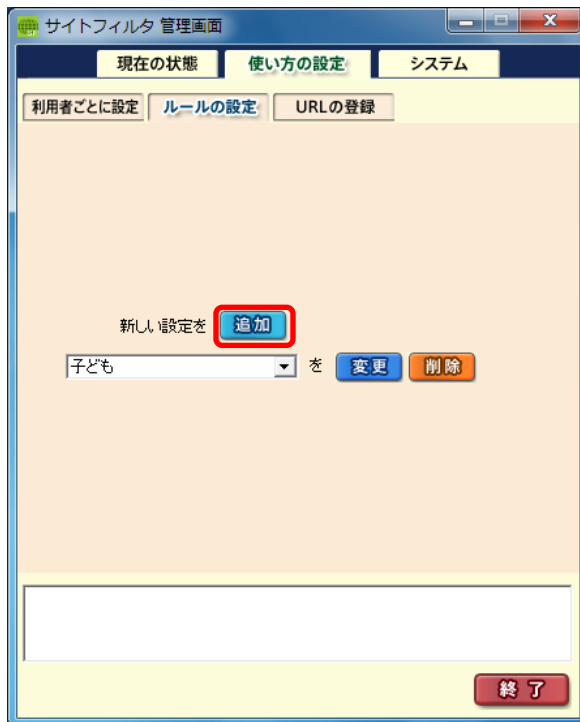 サイトフィルタ 管理画面
現在の状態 使い方の設定 システム
利用者ごとに設定 ルールの設定 URLの登録
新しい設定を 追加
子ども を 変更 削除
終了